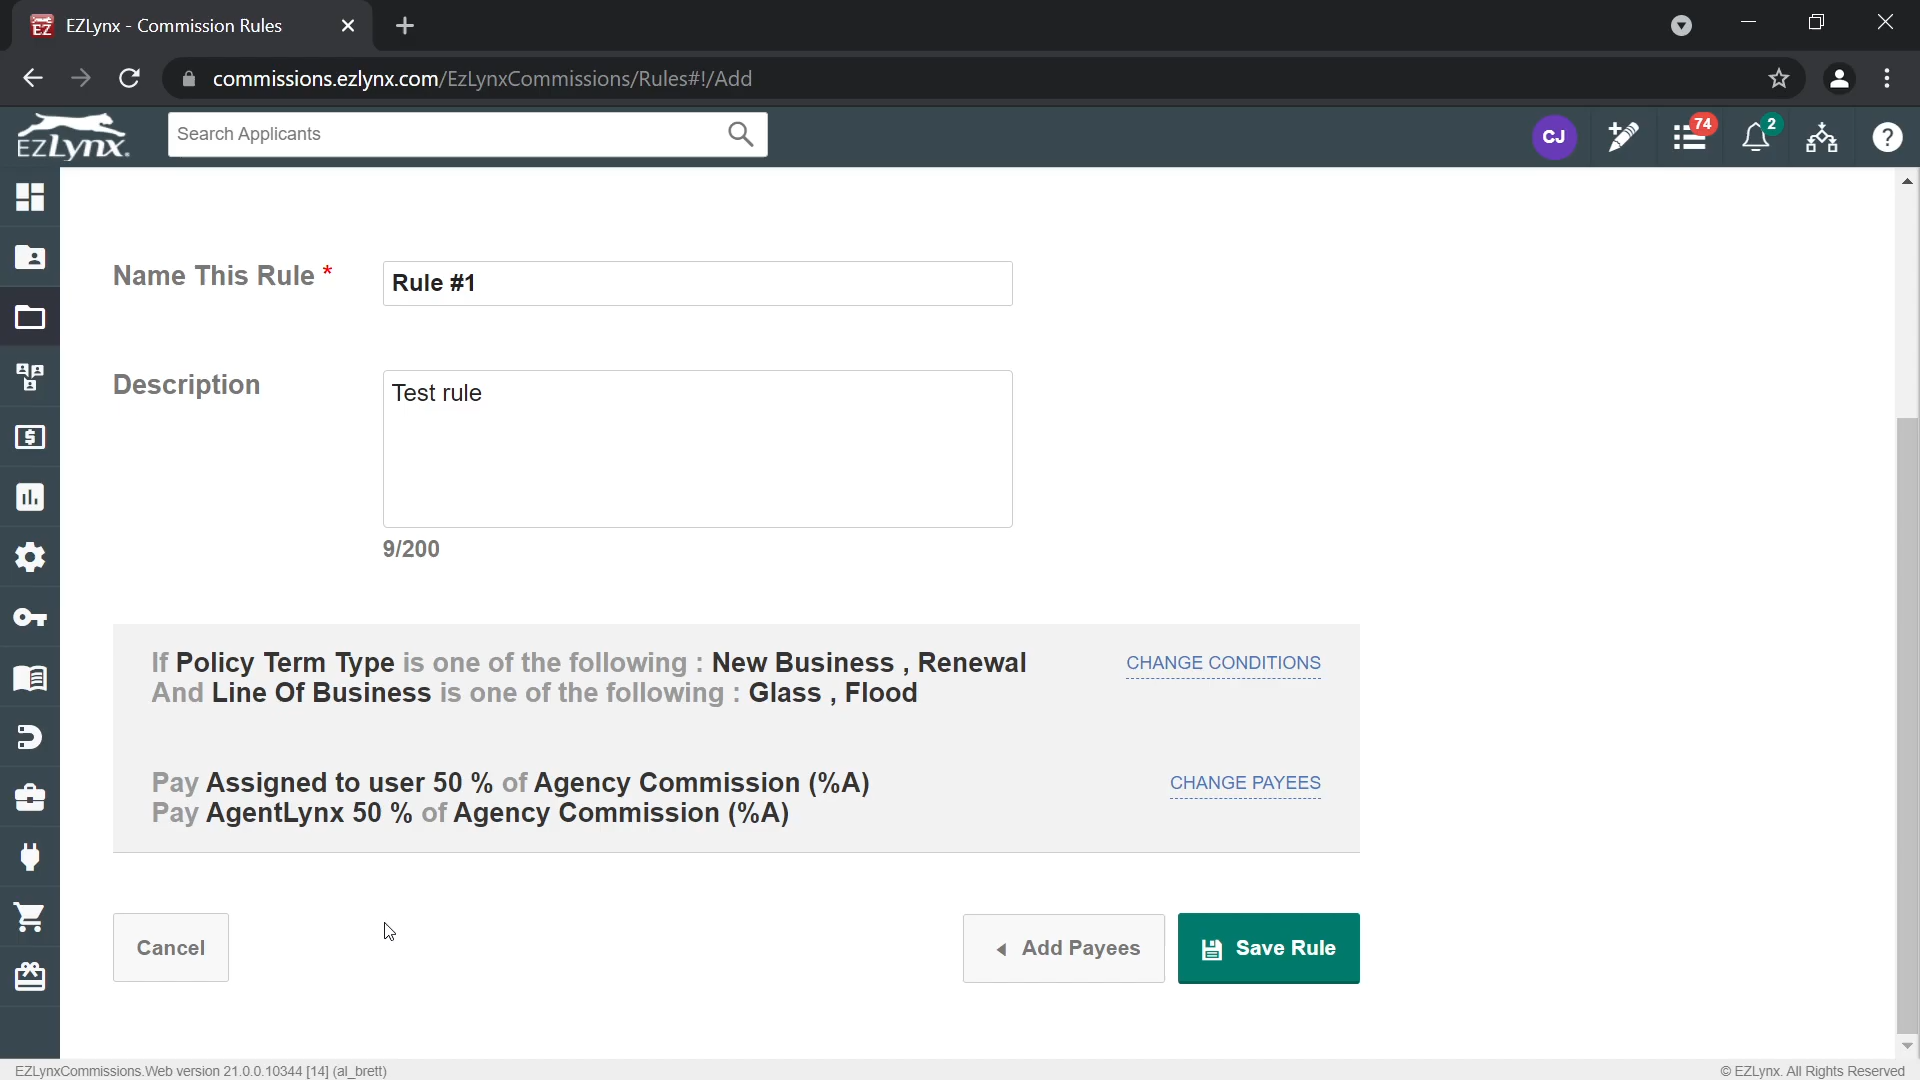 EZ EZLynx - Commission Rules
commissions.ezlynx.com/EzLynxCommissions/Rules#!/Add
EZLynx
Search Applicants
CJ
74
2
?
Name This Rule *
Rule #1
Description
Test rule
9/200
If Policy Term Type is one of the following : New Business , Renewal
CHANGE CONDITIONS
And Line Of Business is one of the following : Glass , Flood
Pay Assigned to user 50 % of Agency Commission (%A)
CHANGE PAYEES
Pay AgentLynx 50 % of Agency Commission (%A)
Cancel
Add Payees
Save Rule
EZLynxCommissions.Web version 21.0.0.10344 [14] (al_brett)
© EZLynx. All Rights Reserved